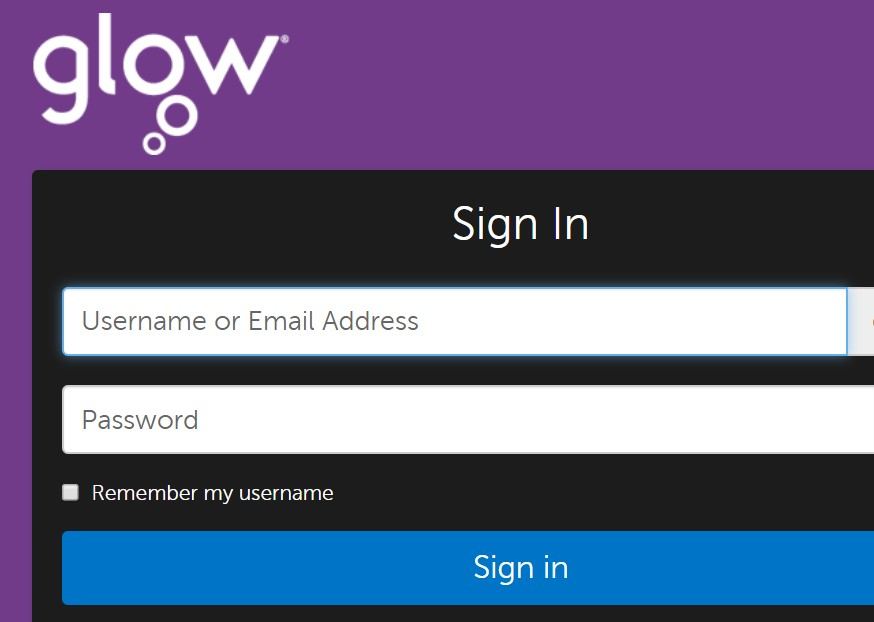 glow®
Sign In
Username or Email Address
Password
Remember my username
Sign in